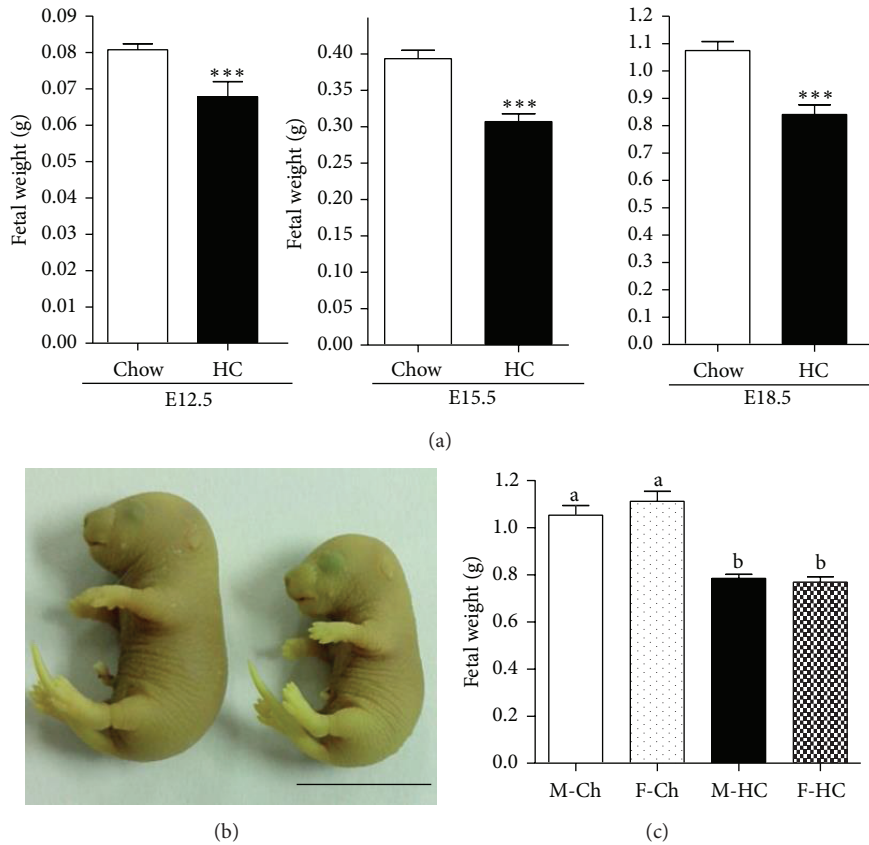 Fetal weight (g)
0.09
0.08
0.07
0.06
0.05
0.04
0.03
0.02
0.01
0.00
***
Chow HC
E12.5
Fetal weight (g)
0.40
0.35
0.30
0.25
0.20
0.15
0.10
0.05
0.00
***
Chow HC
E15.5
Fetal weight (g)
1.2
1.1
1.0
0.9
0.8
0.7
0.6
0.5
0.4
0.3
0.2
0.1
0.0
***
Chow HC
E18.5
(a)
(b)
Fetal weight (g)
1.2
1.0
0.8
0.6
0.4
0.2
0.0
a a b b
M-Ch F-Ch M-HC F-HC
(c)